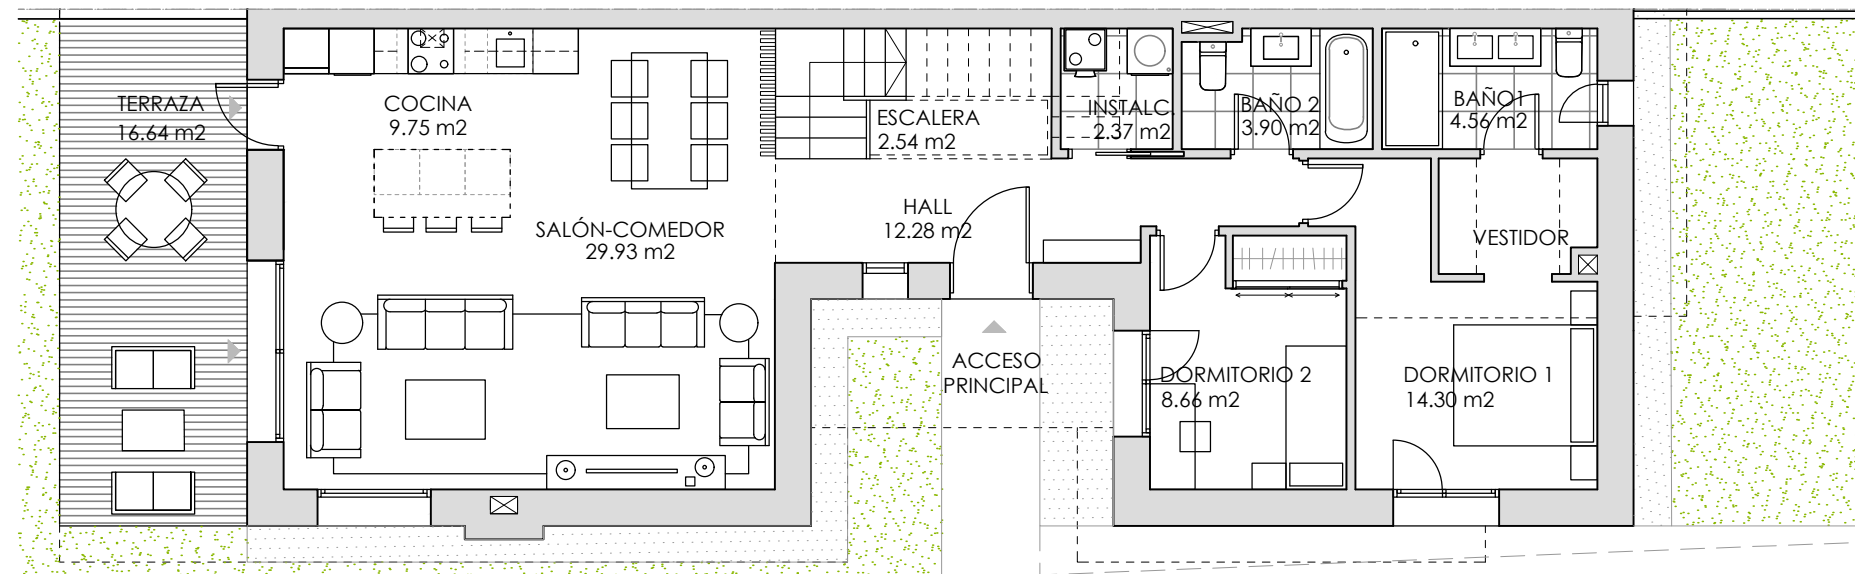 TERRAZA
16.64 m2
COCINA
9.75 m2
SALÓN-COMEDOR
29.93 m2
ESCALERA
2.54 m2
HALL
12.28 m2
INSTALC.
2.37 m2
BAÑO 2
3.90 m2
BAÑO1
4.56 m2
VESTIDOR
ACCESO
PRINCIPAL
DORMITORIO 2
8.66 m2
DORMITORIO 1
14.30 m2